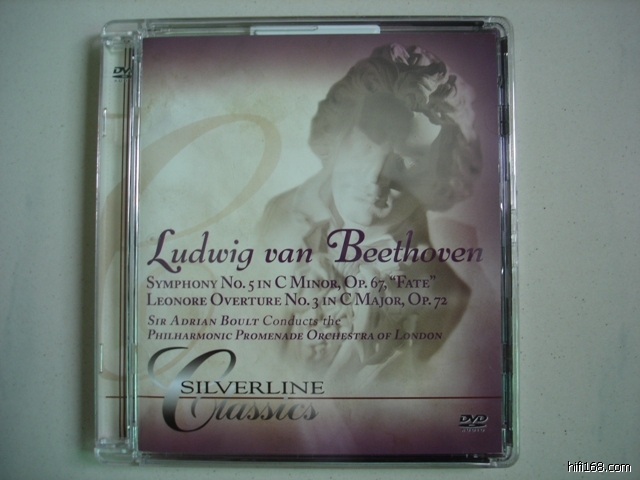 DVD
Ludwig van Beethoven
SYMPHONY NO. 5 IN C MINOR, OP. 67, "FATE"
LEONORE OVERTURE NO. 3 IN C MAJOR, OP. 72
SIR ADRIAN BOULT CONDUCTS the
PHILHARMONIC PROMENADE ORCHESTRA OF LONDON
SILVERLINE
Classics
DVD
hifi168.com